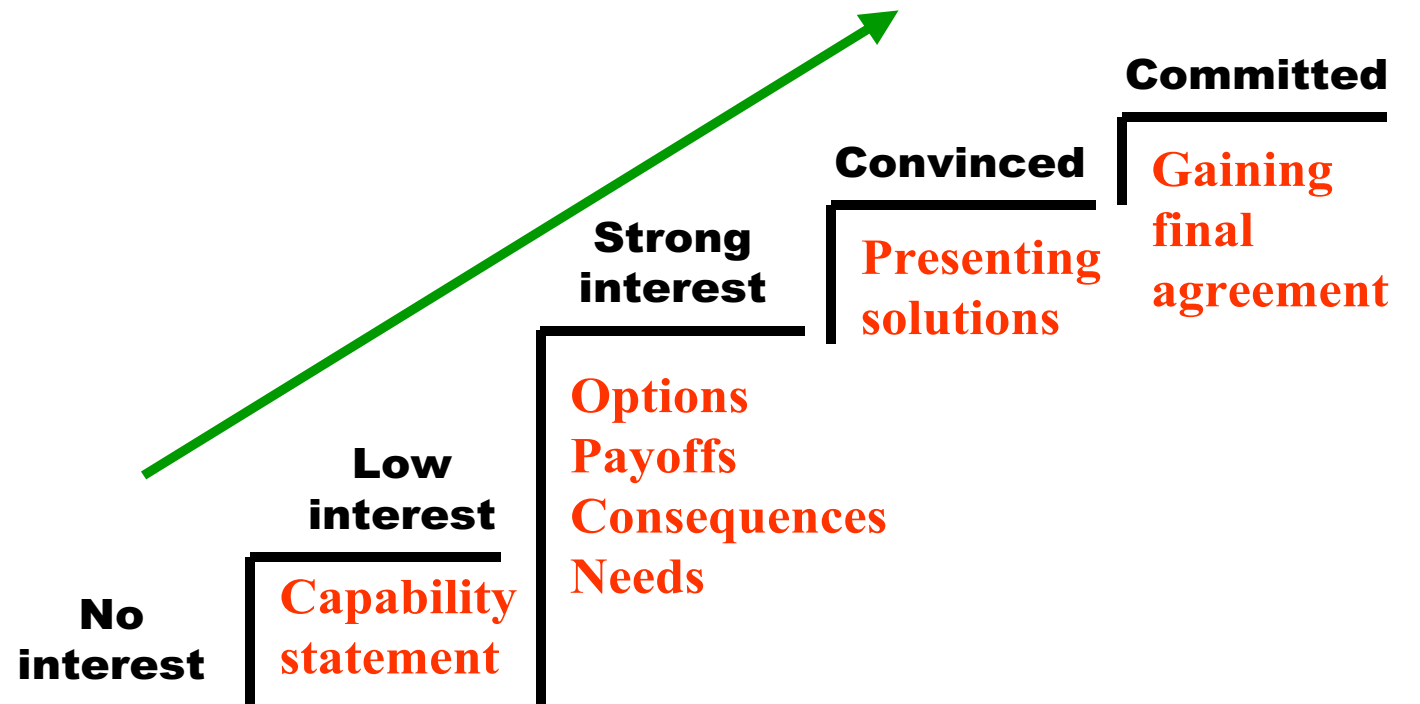 No
interest
Low
interest
Capability
statement
Strong
interest
Options
Payoffs
Consequences
Needs
Convinced
Presenting
solutions
Committed
Gaining
final
agreement